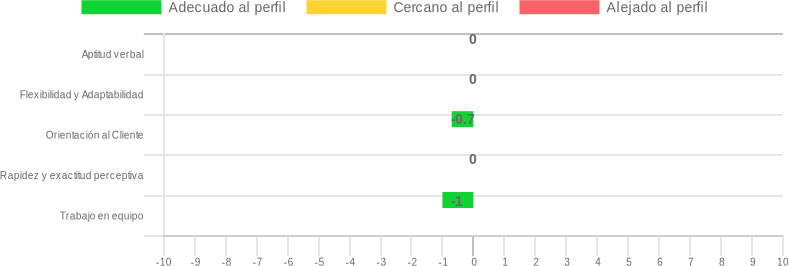 Adecuado al perfil Cercano al perfil Alejado al perfil
0
Aptitud verbal
0
Flexibilidad y Adaptabilidad
-0.7
Orientación al Cliente
0
Rapidez y exactitud perceptiva
-1
Trabajo en equipo
-10 -9 -8 -7 -6 -5 -4 -3 -2 -1 0 1 2 3 4 5 6 7 8 9 10